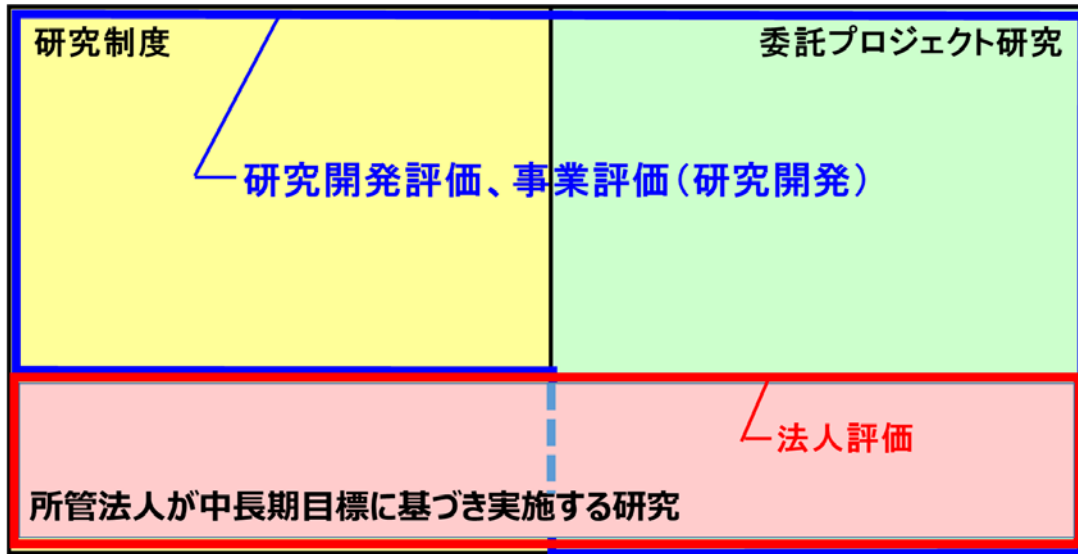 研究制度
委託プロジェクト研究
研究開発評価、事業評価（研究開発）
法人評価
所管法人が中長期目標に基づき実施する研究